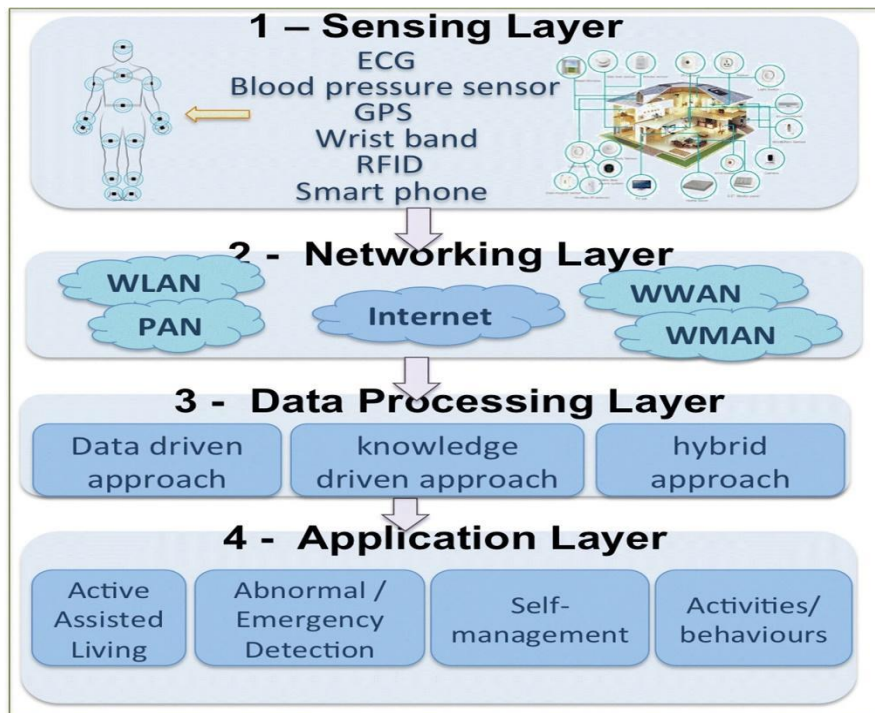 1 – Sensing Layer
ECG
Blood pressure sensor
GPS
Wrist band
RFID
Smart phone
2 - Networking Layer
WLAN
PAN
Internet
WWAN
WMAN
3 - Data Processing Layer
Data driven
approach
knowledge
driven approach
hybrid
approach
4 - Application Layer
Active
Assisted
Living
Abnormal /
Emergency
Detection
Self-
management
Activities/
behaviours